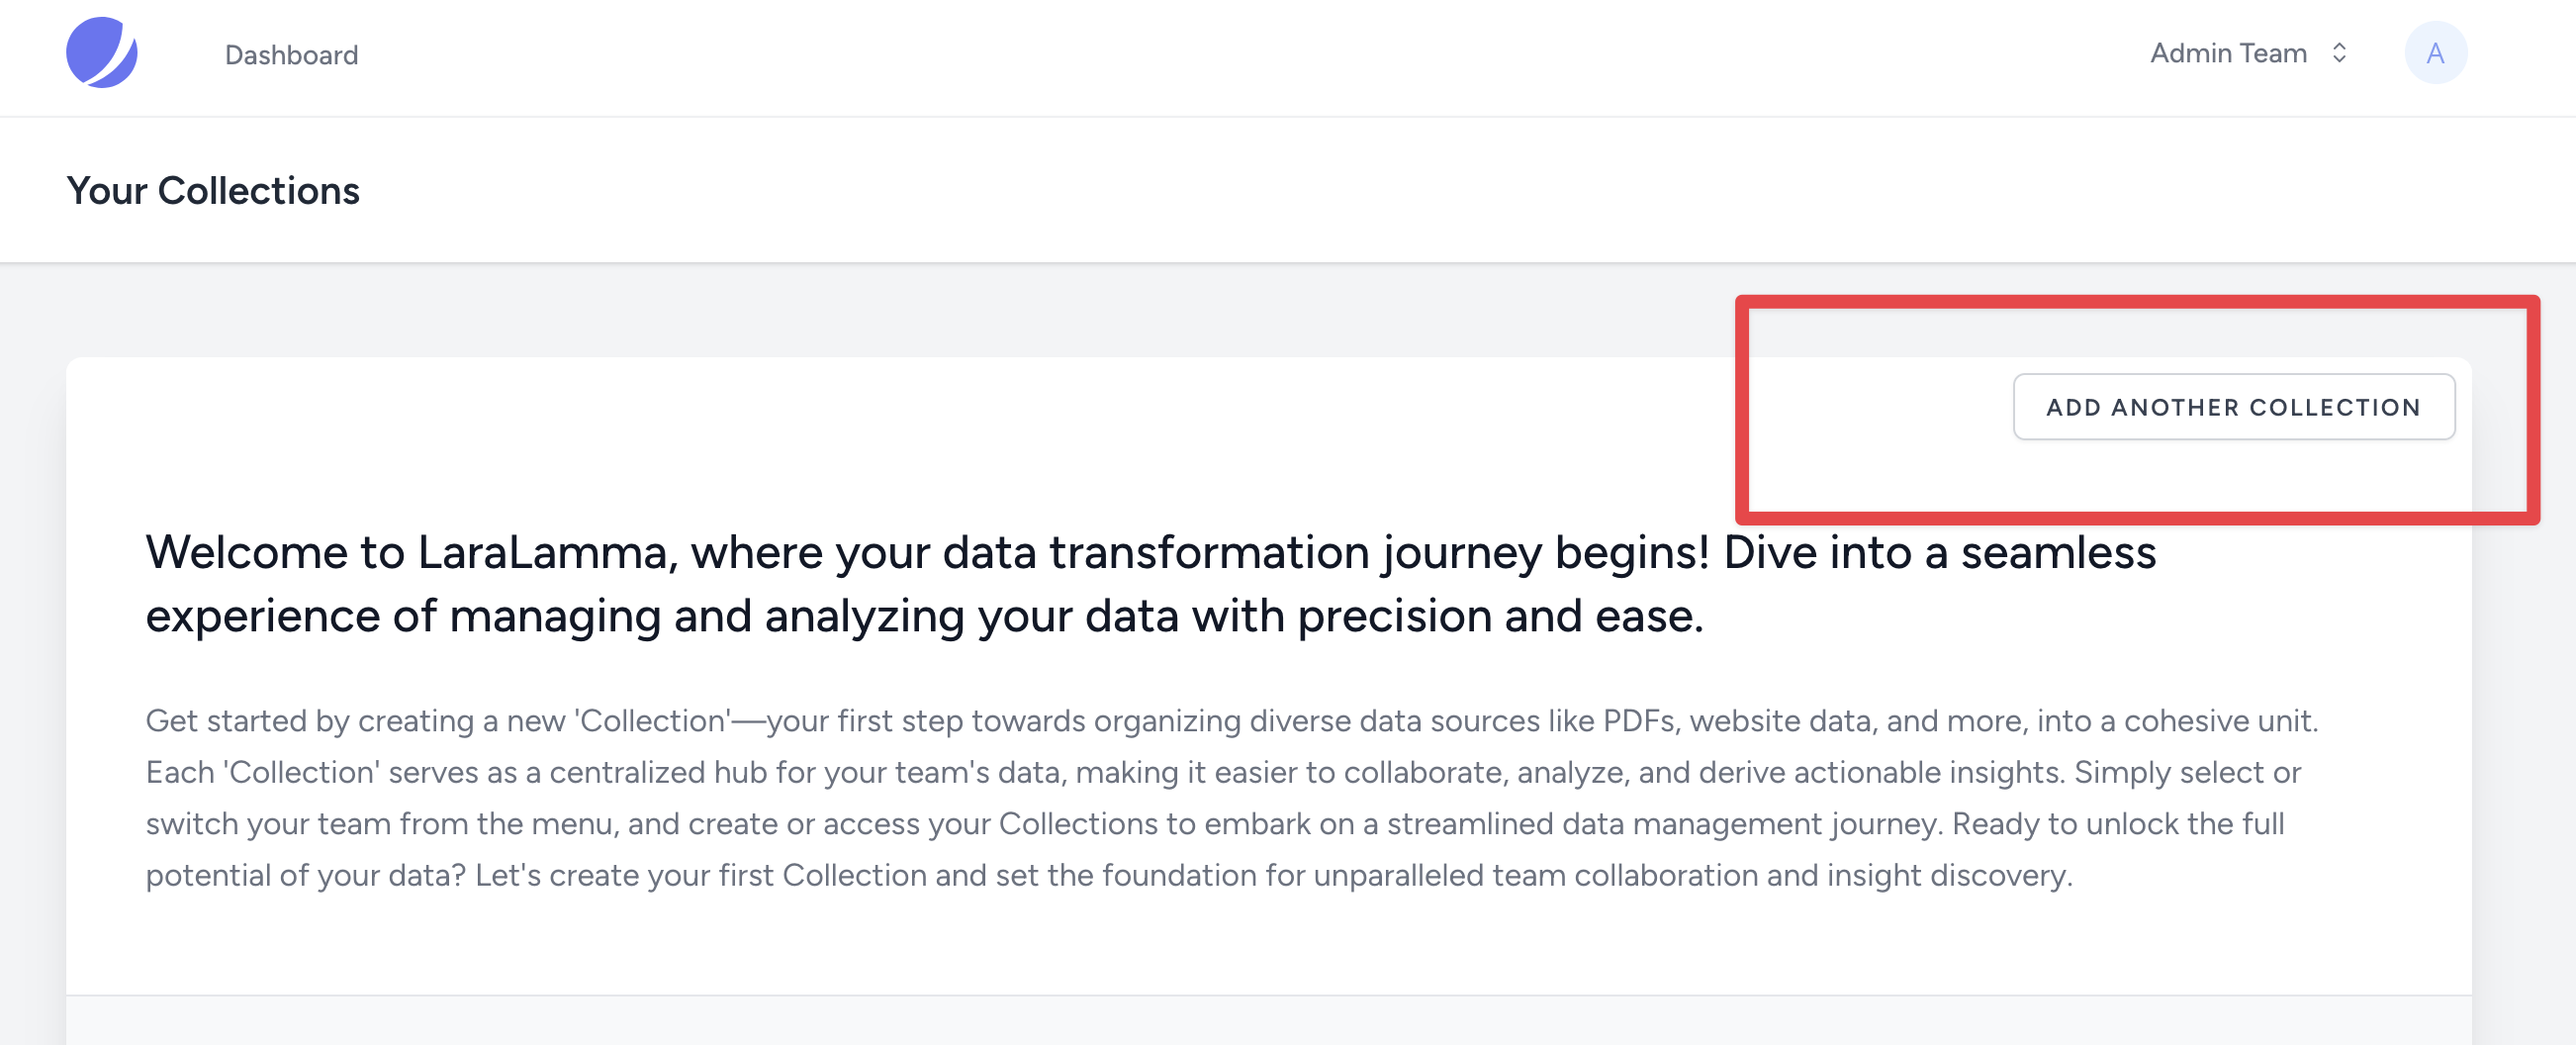 Dashboard
Admin Team
A
Your Collections
ADD ANOTHER COLLECTION
Welcome to LaraLamma, where your data transformation journey begins! Dive into a seamless
experience of managing and analyzing your data with precision and ease.
Get started by creating a new 'Collection'—your first step towards organizing diverse data sources like PDFs, website data, and more, into a cohesive unit.
Each 'Collection' serves as a centralized hub for your team's data, making it easier to collaborate, analyze, and derive actionable insights. Simply select or
switch your team from the menu, and create or access your Collections to embark on a streamlined data management journey. Ready to unlock the full
potential of your data? Let's create your first Collection and set the foundation for unparalleled team collaboration and insight discovery.